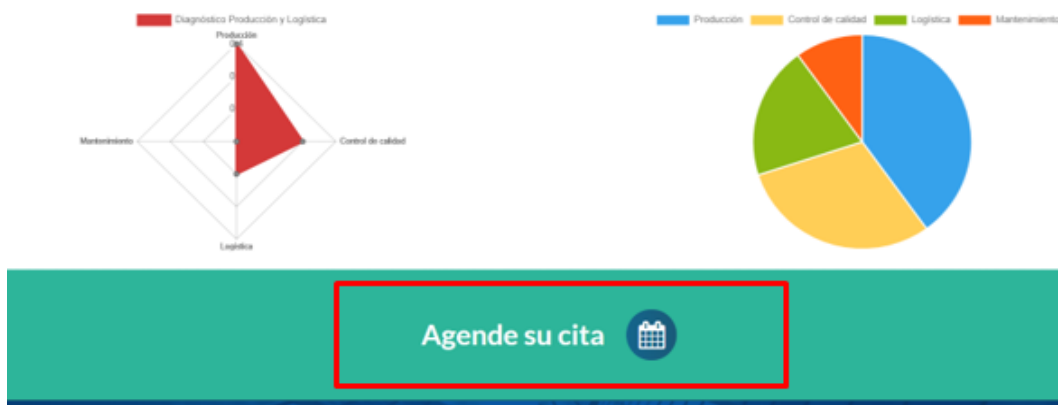 Diagnóstico Producción y Logística
Producción
Mantenimiento
Control de calidad
Logística
Producción Control de calidad Logística Mantenimiento
Agende su cita